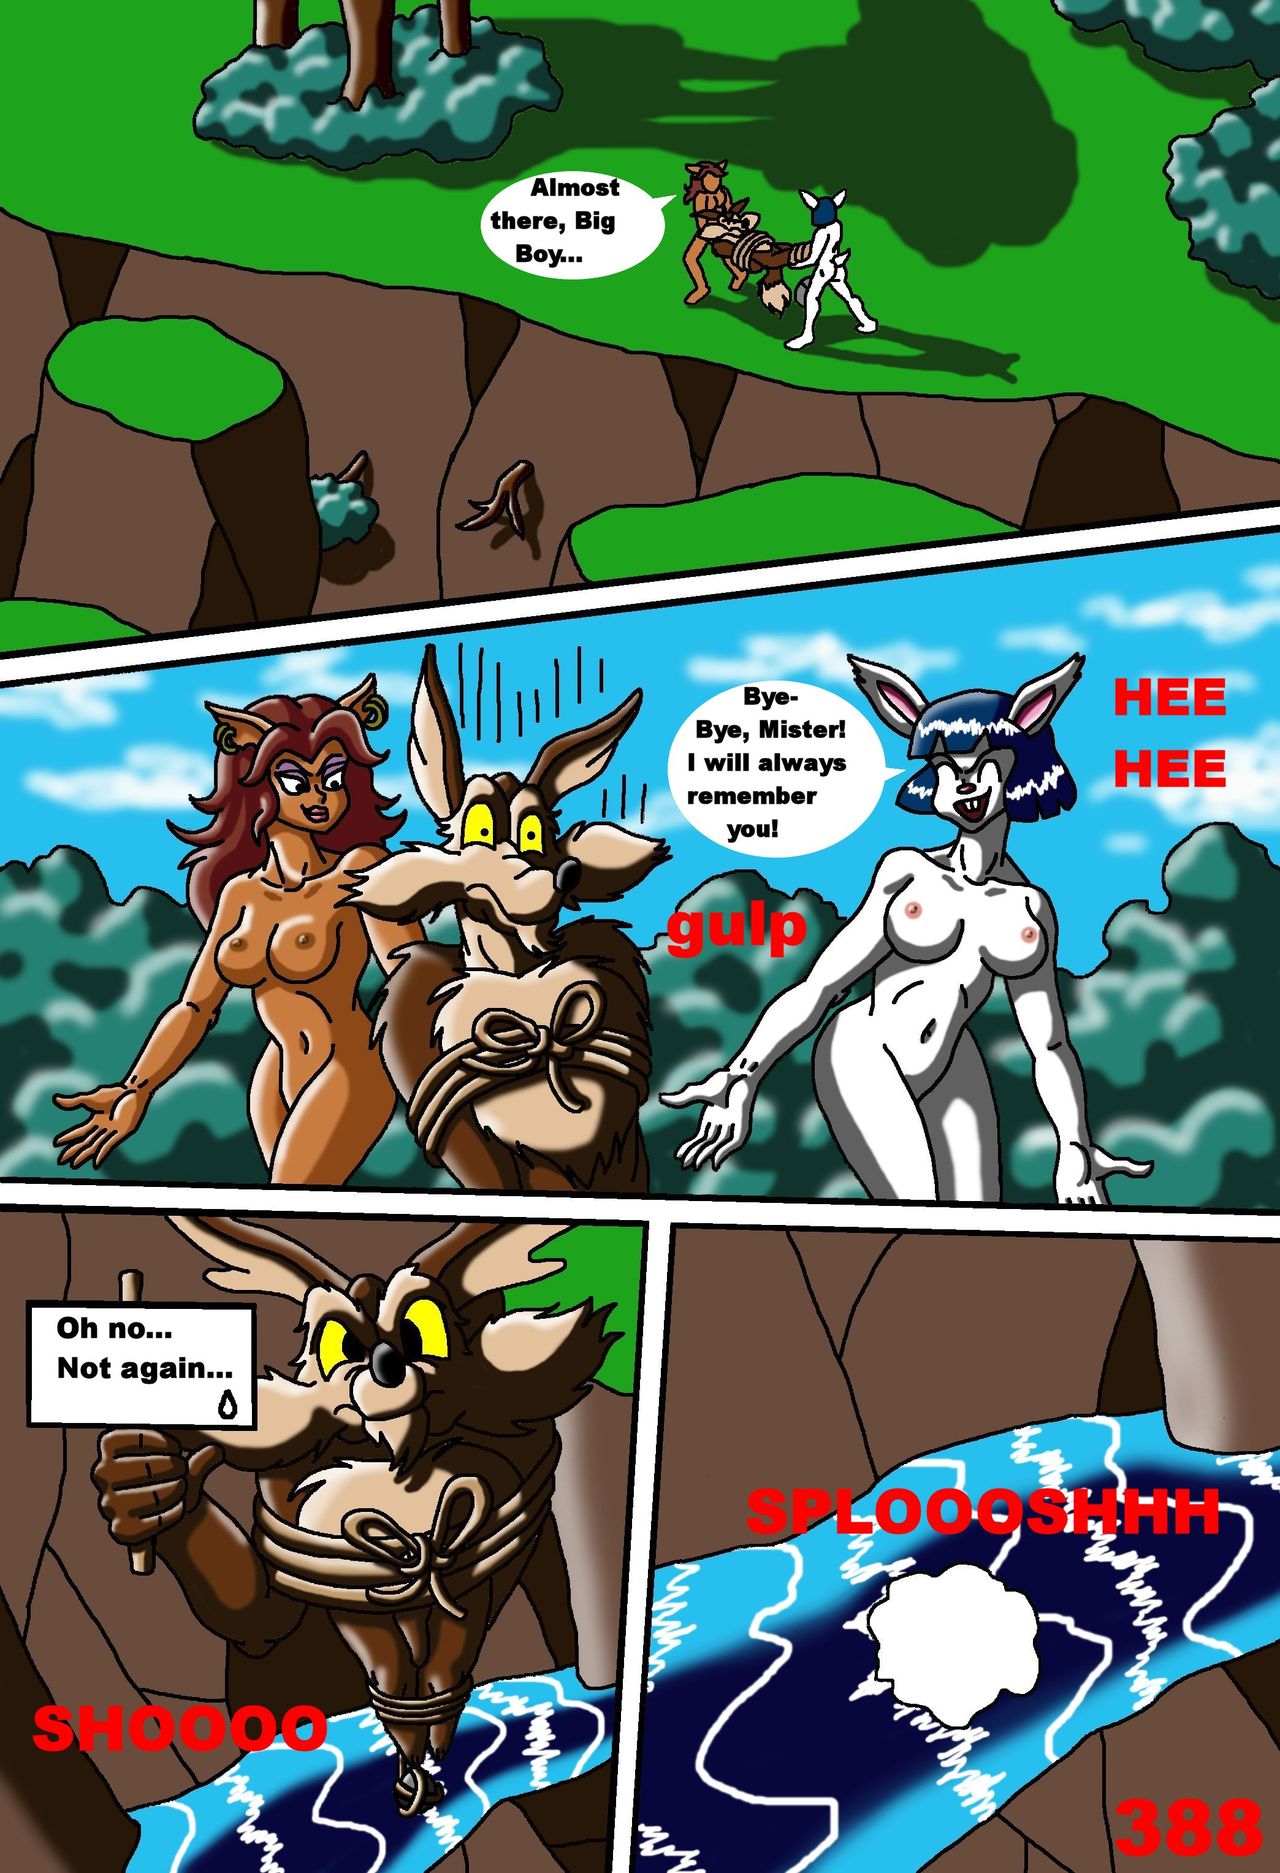 Almost
there, Big
Boy...
Bye-
Bye, Mister!
I will always
remember
you!
HEE
HEE
gulp
Oh no...
Not again...
SHOOOO
SPLOOOSHHH
388